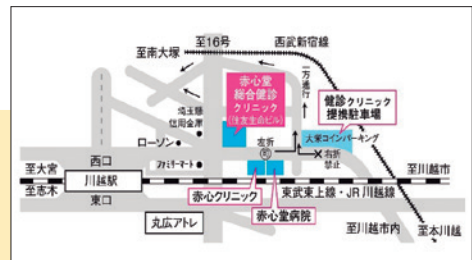 至16号
西武新宿線
至南大塚
一方通行
赤心堂
総合健診
クリニック
(住友生命ビル)
健診クリニック
提携駐車場
埼玉縣
信用金庫
ローソン
ファミリーマート
左折
可
大栄コインパーキング
右折
禁止
至大宮
至志木
西口
川越駅
東口
至川越市
赤心クリニック
赤心堂病院
東武東上線・JR川越線
丸広アトレ
至川越市内
至本川越